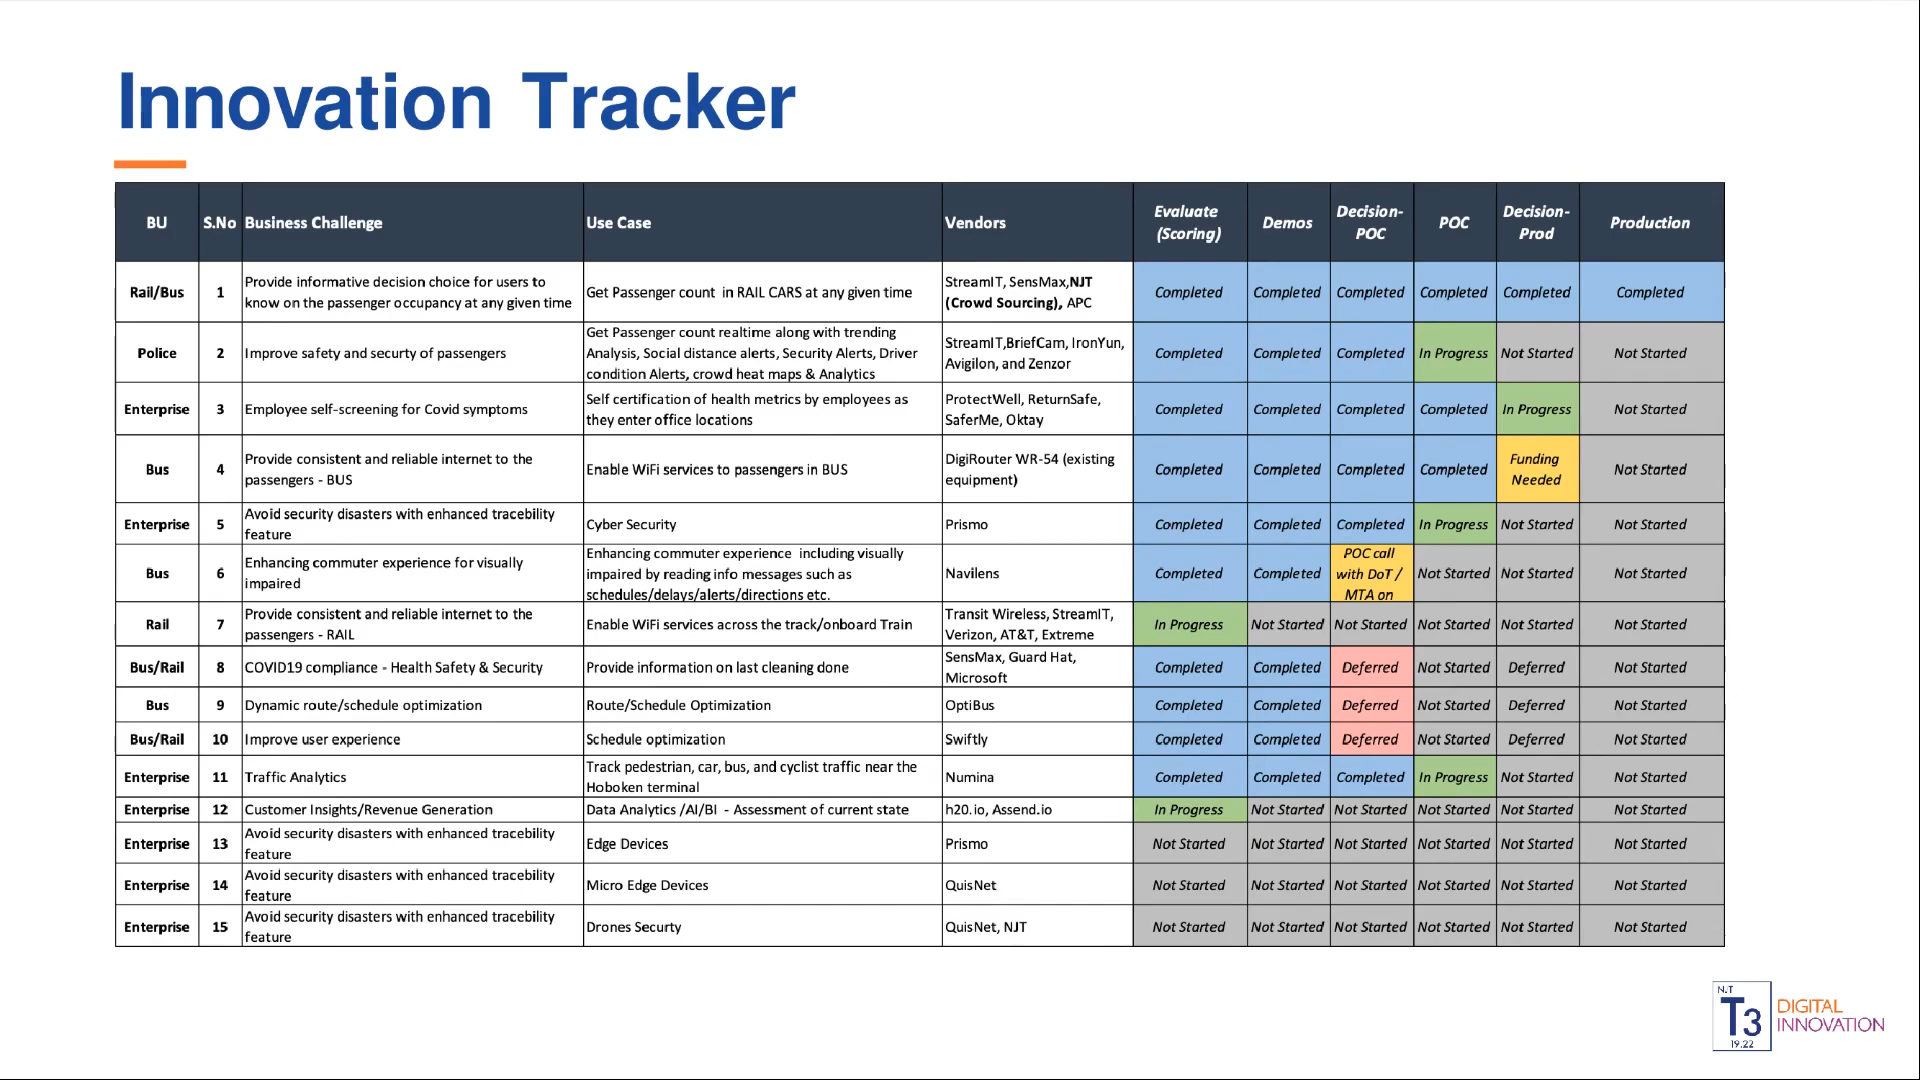 Innovation Tracker
BU S.No Business Challenge Use Case Vendors Evaluate (Scoring) Demos Decision-POC POC Decision-Prod Production
Rail/Bus 1 Provide informative decision choice for users to know on the passenger occupancy at any given time Get Passenger count in RAIL CARS at any given time StreamIT, SensMax,NJT (Crowd Sourcing), APC Completed Completed Completed Completed Completed Completed
Police 2 Improve safety and securty of passengers Get Passenger count realtime along with trending Analysis, Social distance alerts, Security Alerts, Driver condition Alerts, crowd heat maps & Analytics StreamIT,BriefCam, IronYun, Avigilon, and Zenzor Completed Completed Completed In Progress Not Started Not Started
Enterprise 3 Employee self-screening for Covid symptoms Self certification of health metrics by employees as they enter office locations ProtectWell, ReturnSafe, SaferMe, Oktay Completed Completed Completed Completed In Progress Not Started
Bus 4 Provide consistent and reliable internet to the passengers - BUS Enable WiFi services to passengers in BUS DigiRouter WR-54 (existing equipment) Completed Completed Completed Completed Funding Needed Not Started
Enterprise 5 Avoid security disasters with enhanced tracebility feature Cyber Security Prismo Completed Completed Completed In Progress Not Started Not Started
Bus 6 Enhancing commuter experience for visually impaired Enhancing commuter experience including visually impaired by reading info messages such as schedules/delays/alerts/directions etc. Navilens Completed Completed POC call with DoT / MTA on Not Started Not Started Not Started
Rail 7 Provide consistent and reliable internet to the passengers - RAIL Enable WiFi services across the track/onboard Train Transit Wireless, StreamIT, Verizon, AT&T, Extreme In Progress Not Started Not Started Not Started Not Started Not Started
Bus/Rail 8 COVID19 compliance - Health Safety & Security Provide information on last cleaning done SensMax, Guard Hat, Microsoft Completed Completed Deferred Not Started Deferred Not Started
Bus 9 Dynamic route/schedule optimization Route/Schedule Optimization OptiBus Completed Completed Deferred Not Started Deferred Not Started
Bus/Rail 10 Improve user experience Schedule optimization Swiftly Completed Completed Deferred Not Started Deferred Not Started
Enterprise 11 Traffic Analytics Track pedestrian, car, bus, and cyclist traffic near the Hoboken terminal Numina Completed Completed Completed In Progress Not Started Not Started
Enterprise 12 Customer Insights/Revenue Generation Data Analytics /AI/BI - Assessment of current state h20.io, Assend.io In Progress Not Started Not Started Not Started Not Started Not Started
Enterprise 13 Avoid security disasters with enhanced tracebility feature Edge Devices Prismo Not Started Not Started Not Started Not Started Not Started Not Started
Enterprise 14 Avoid security disasters with enhanced tracebility feature Micro Edge Devices QuisNet Not Started Not Started Not Started Not Started Not Started Not Started
Enterprise 15 Avoid security disasters with enhanced tracebility feature Drones Securty QuisNet, NJT Not Started Not Started Not Started Not Started Not Started Not Started
NJT
T3
19.22
DIGITAL
INNOVATION